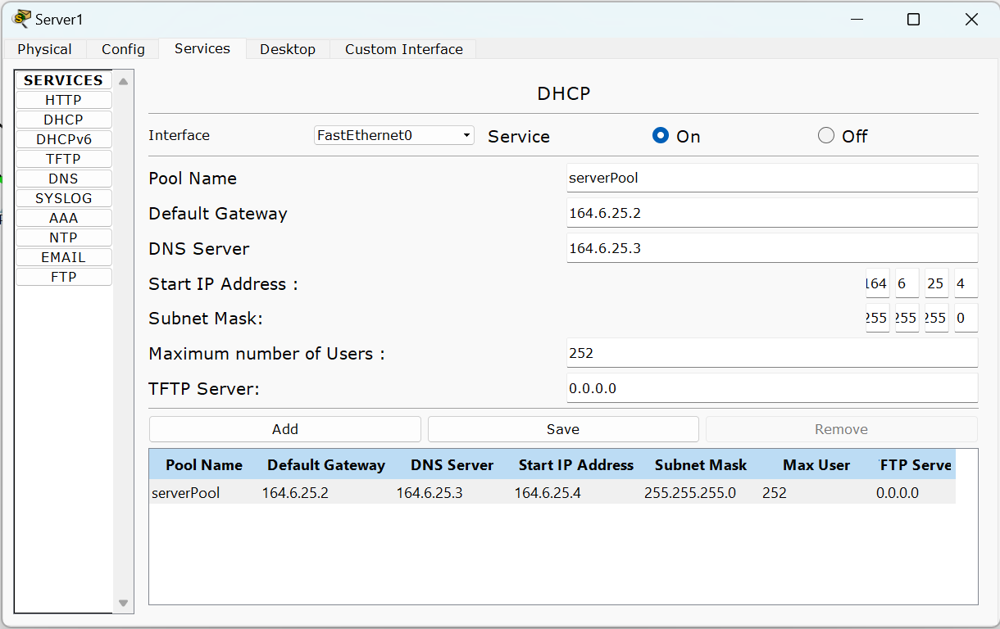 Server1
Physical Config Services Desktop Custom Interface
SERVICES
HTTP
DHCP
DHCPv6
TFTP
DNS
SYSLOG
AAA
NTP
EMAIL
FTP
DHCP
Interface FastEthernet0 Service On Off
Pool Name serverPool
Default Gateway 164.6.25.2
DNS Server 164.6.25.3
Start IP Address : 164 6 25 4
Subnet Mask: 255 255 255 0
Maximum number of Users : 252
TFTP Server: 0.0.0.0
Add Save Remove
Pool Name Default Gateway DNS Server Start IP Address Subnet Mask Max User TFTP Serve
serverPool 164.6.25.2 164.6.25.3 164.6.25.4 255.255.255.0 252 0.0.0.0